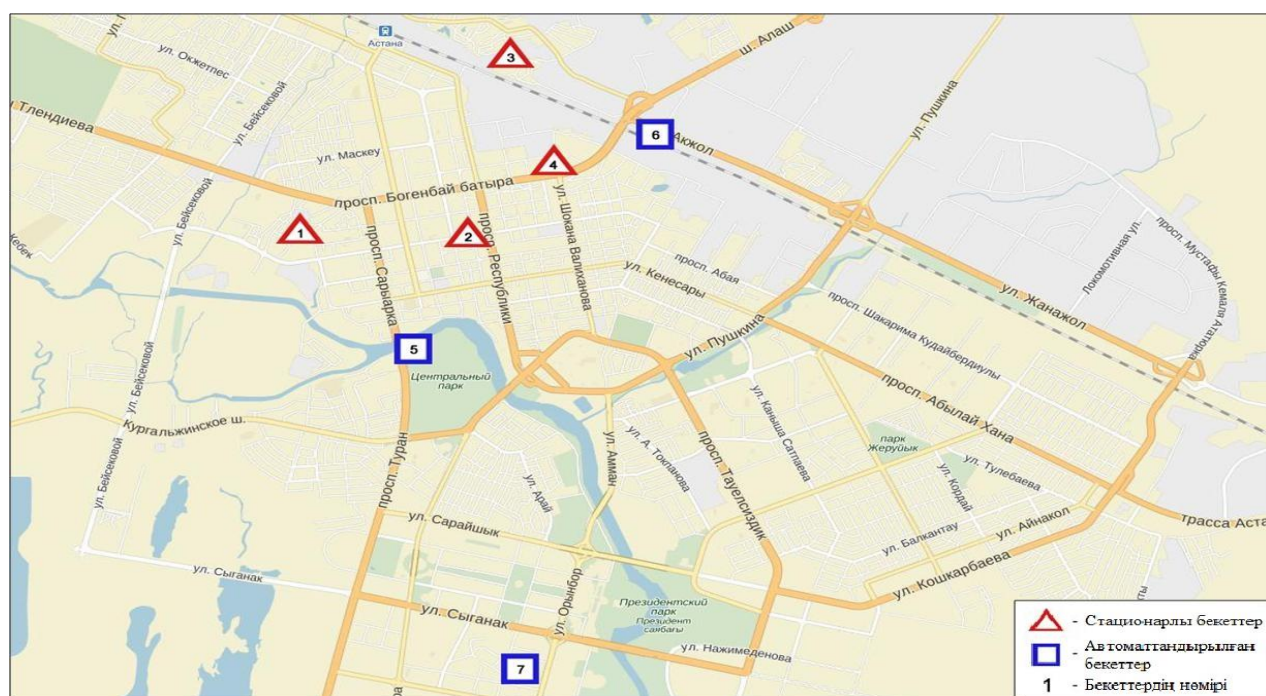 ул. Окжетпес
Астана
3
ш. Алаш
ул. Пушкина
Тлендиева
ул. Бейсековой
6
Акжол
ул. Маскеу
4
просп. Богенбай батыра
ул. Бейсековой
1
2
просп. Сарыарка
просп. Республики
ул. Шокана Валиханова
просп. Абая
ул. Кенесары
Локомотивная ул.
просп. Мустафы Кемаля Ататюрка
Кебек
ул. Жанажол
просп. Шакарима Кудайбердиулы
ул. Пушкина
5
Центральный
парк
ул. Бейсековой
Кургальжинское ш.
просп. Абылай Хана
ул. Каныша Сатпаева
парк
Жеруйык
ул. А. Токпанова
ул. Амман
просп. Тауелсиздик
просп. Туран
ул. Бейсековой
ул. Арай
ул. Тулебаева
ул. Кордай
ул. Сарайшык
ул. Балкантау
ул. Айнакол
трасса Аста
ул. Кошкарбаева
ул. Сыганак
ул. Сыганак
ул. Орынбор
Президентский
парк
Президент
саябағы
ул. Нажимеденова
7
- Стационарлы бекеттер
- Автоматтандырылған
бекеттер
1 - Бекеттердің нөмірі